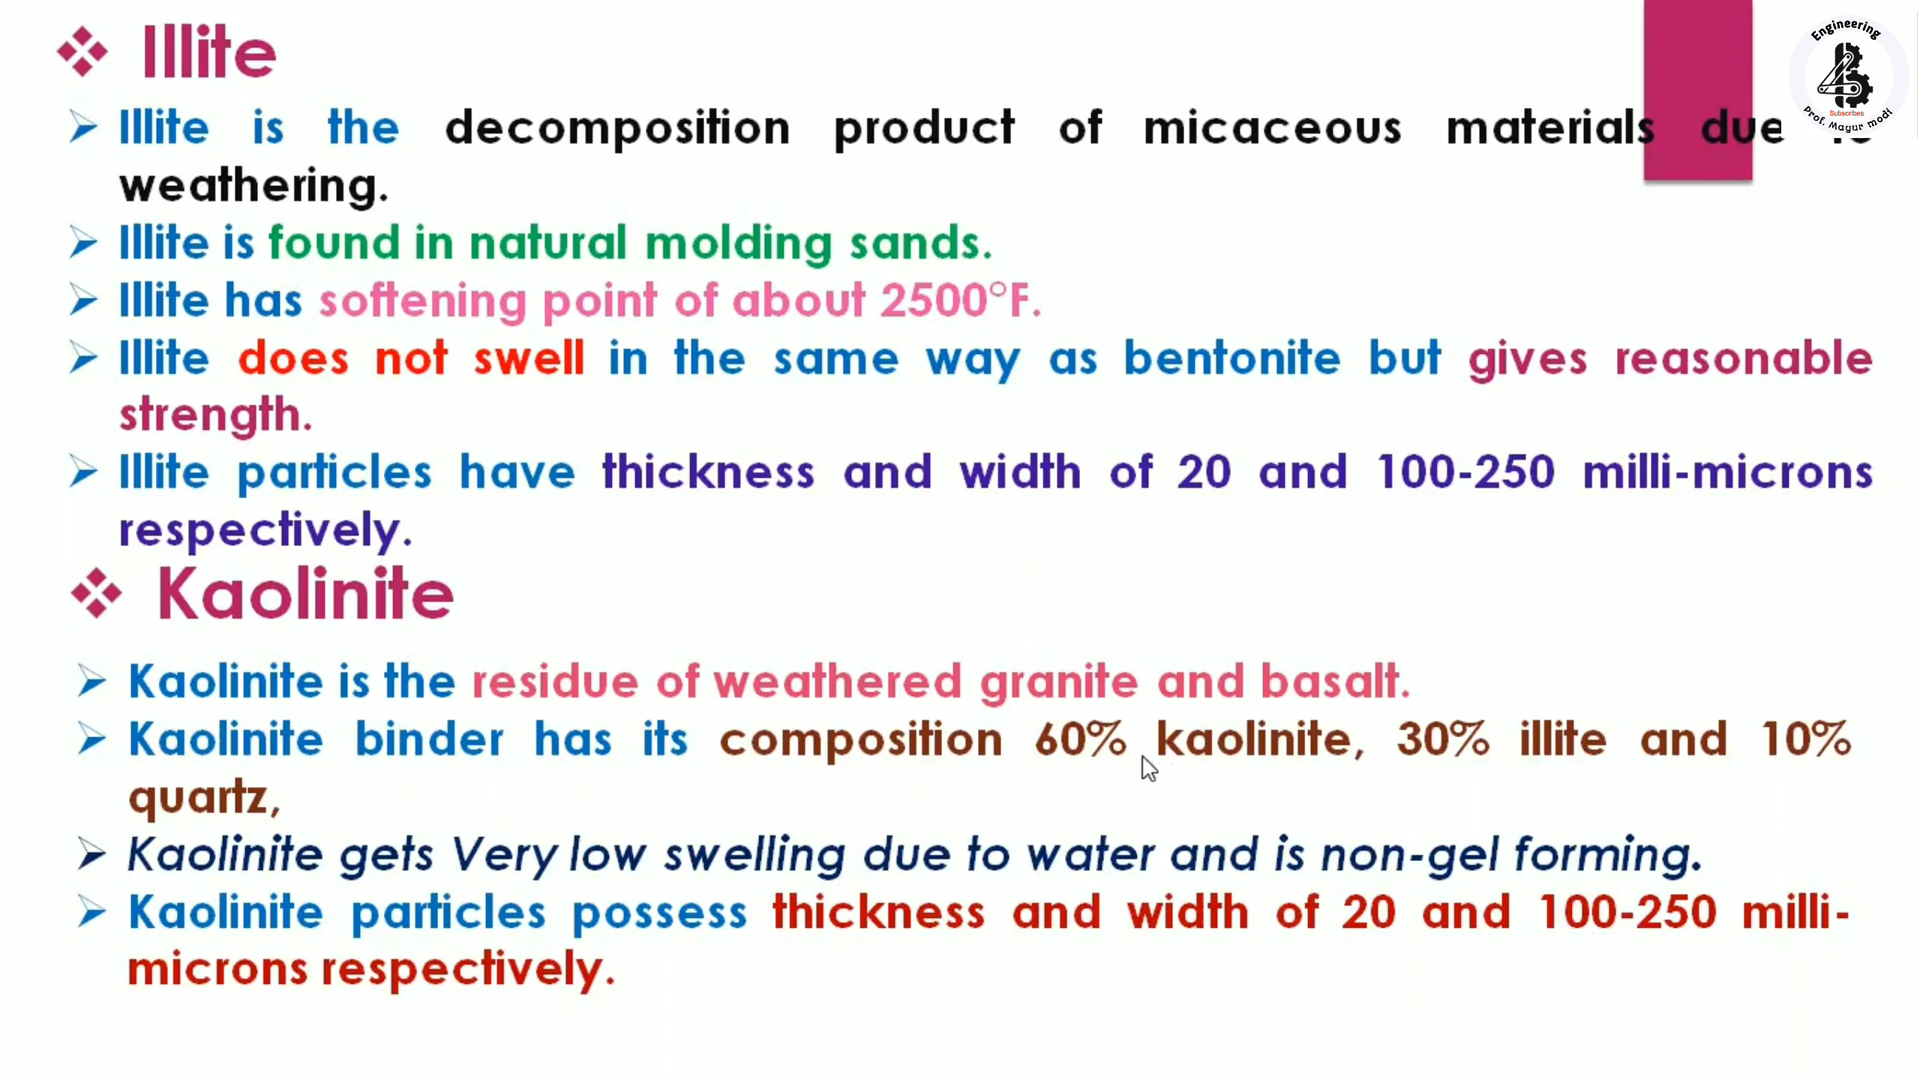 Illite
Illite is the decomposition product of micaceous materials due to
weathering.
Illite is found in natural molding sands.
Illite has softening point of about 2500°F.
Illite does not swell in the same way as bentonite but gives reasonable
strength.
Illite particles have thickness and width of 20 and 100-250 milli-microns
respectively.
Kaolinite
Kaolinite is the residue of weathered granite and basalt.
Kaolinite binder has its composition 60% kaolinite, 30% illite and 10%
quartz,
Kaolinite gets Very low swelling due to water and is non-gel forming.
Kaolinite particles possess thickness and width of 20 and 100-250 milli-
microns respectively.
Engineering
Subscribes
Prof. Mayur modi